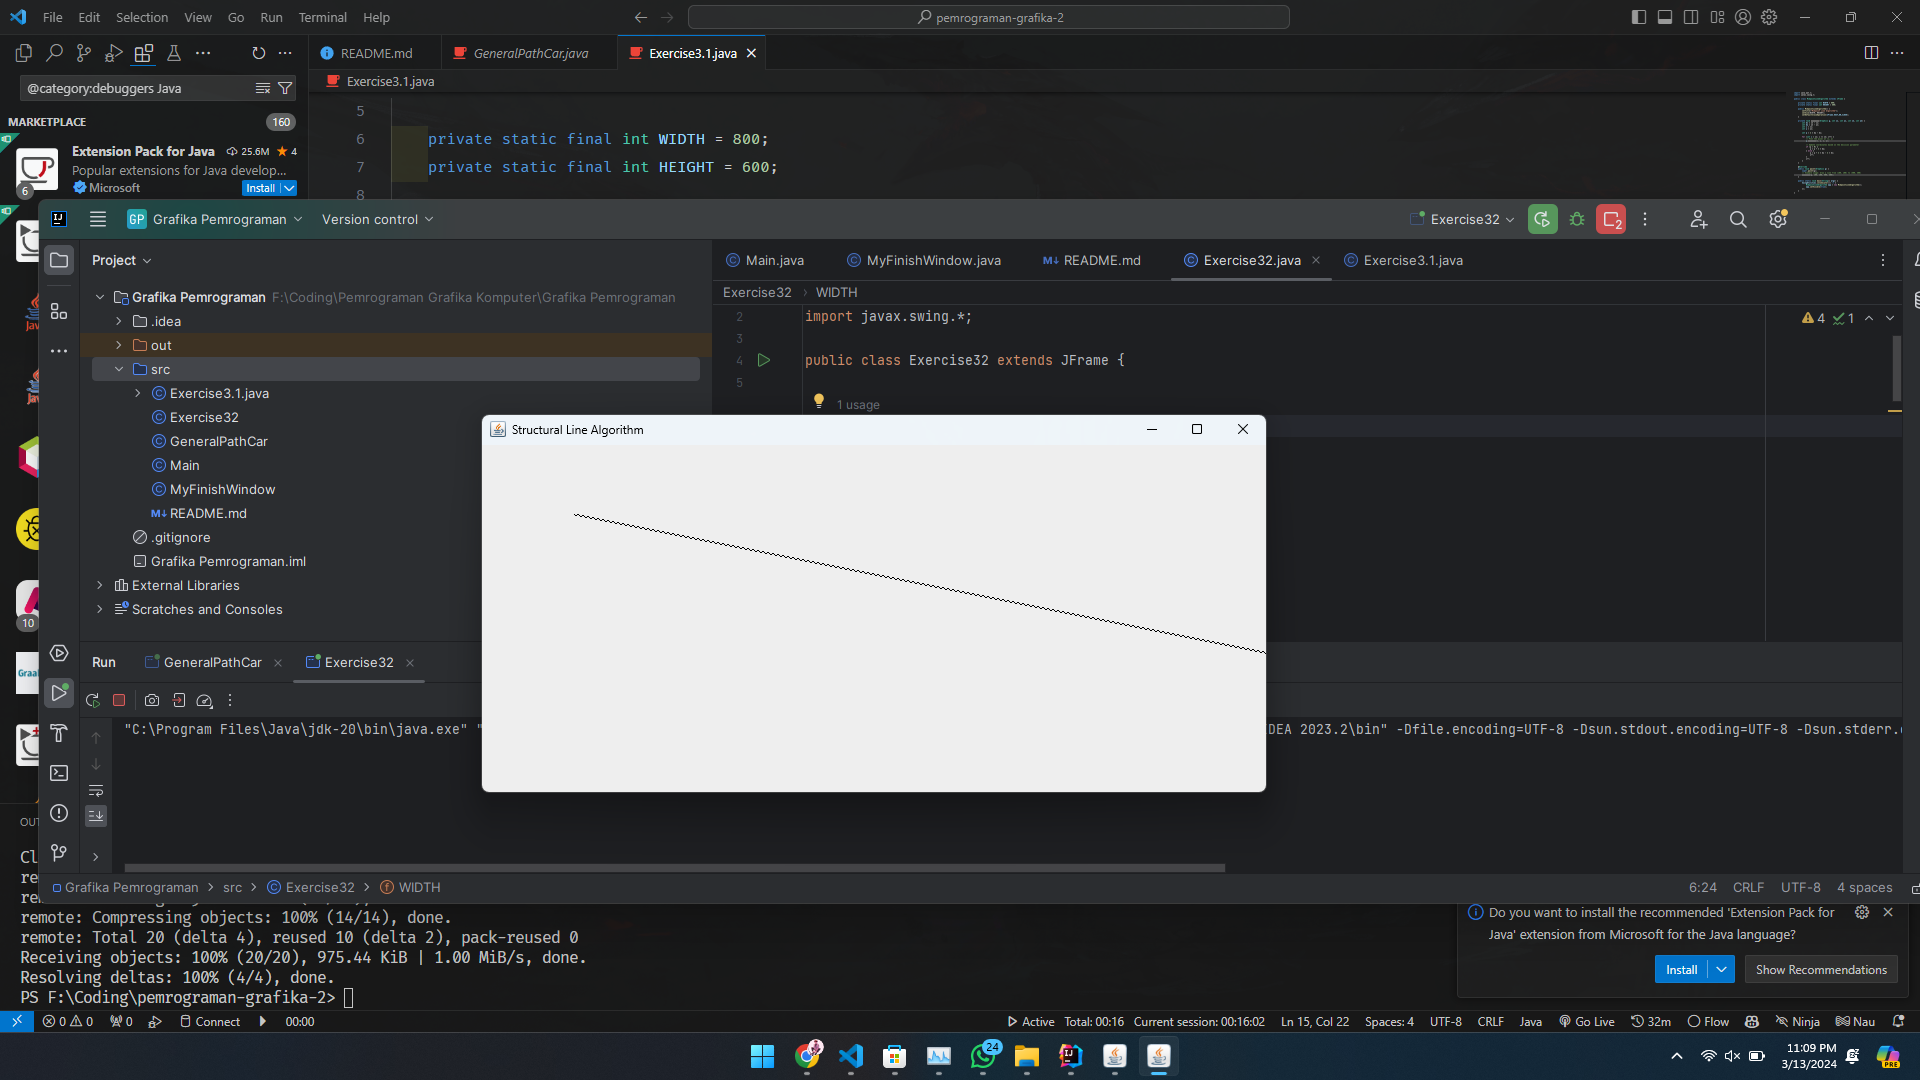 File Edit Selection View Go Run Terminal Help
pemrograman-grafika-2
README.md
GeneralPathCar.java
Exercise3.1.java
@category:debuggers Java
Exercise3.1.java
MARKETPLACE 160
Extension Pack for Java 25.6M 4
Popular extensions for Java develop...
Microsoft
Install
6
5
6 private static final int WIDTH = 800;
7 private static final int HEIGHT = 600;
8
GP Grafika Pemrograman
Version control
Exercise32
2
Project
Main.java
MyFinishWindow.java
README.md
Exercise32.java
Exercise3.1.java
Exercise32 › WIDTH
Grafika Pemrograman F:\Coding\Pemrograman Grafika Komputer\Grafika Pemrograman
.idea
out
src
Exercise3.1.java
Exercise32
GeneralPathCar
Main
MyFinishWindow
README.md
.gitignore
Grafika Pemrograman.iml
External Libraries
Scratches and Consoles
2 import javax.swing.*;
3
4 public class Exercise32 extends JFrame {
5
1 usage
4 1
Structural Line Algorithm
10
Run
GeneralPathCar
Exercise32
"C:\Program Files\Java\jdk-20\bin\java.exe" "
DEA 2023.2\bin" -Dfile.encoding=UTF-8 -Dsun.stdout.encoding=UTF-8 -Dsun.stderr.
Grafika Pemrograman > src > Exercise32 > WIDTH
6:24 CRLF UTF-8 4 spaces
OU
Cl
re
re
remote: Compressing objects: 100% (14/14), done.
remote: Total 20 (delta 4), reused 10 (delta 2), pack-reused 0
Receiving objects: 100% (20/20), 975.44 KiB | 1.00 MiB/s, done.
Resolving deltas: 100% (4/4), done.
PS F:\Coding\pemrograman-grafika-2>
Do you want to install the recommended 'Extension Pack for
Java' extension from Microsoft for the Java language?
Install
Show Recommendations
0 0 0 Connect 00:00
Active Total: 00:16 Current session: 00:16:02 Ln 15, Col 22 Spaces: 4 UTF-8 CRLF Java Go Live 32m Flow Ninja Nau
24
11:09 PM
3/13/2024
PRE